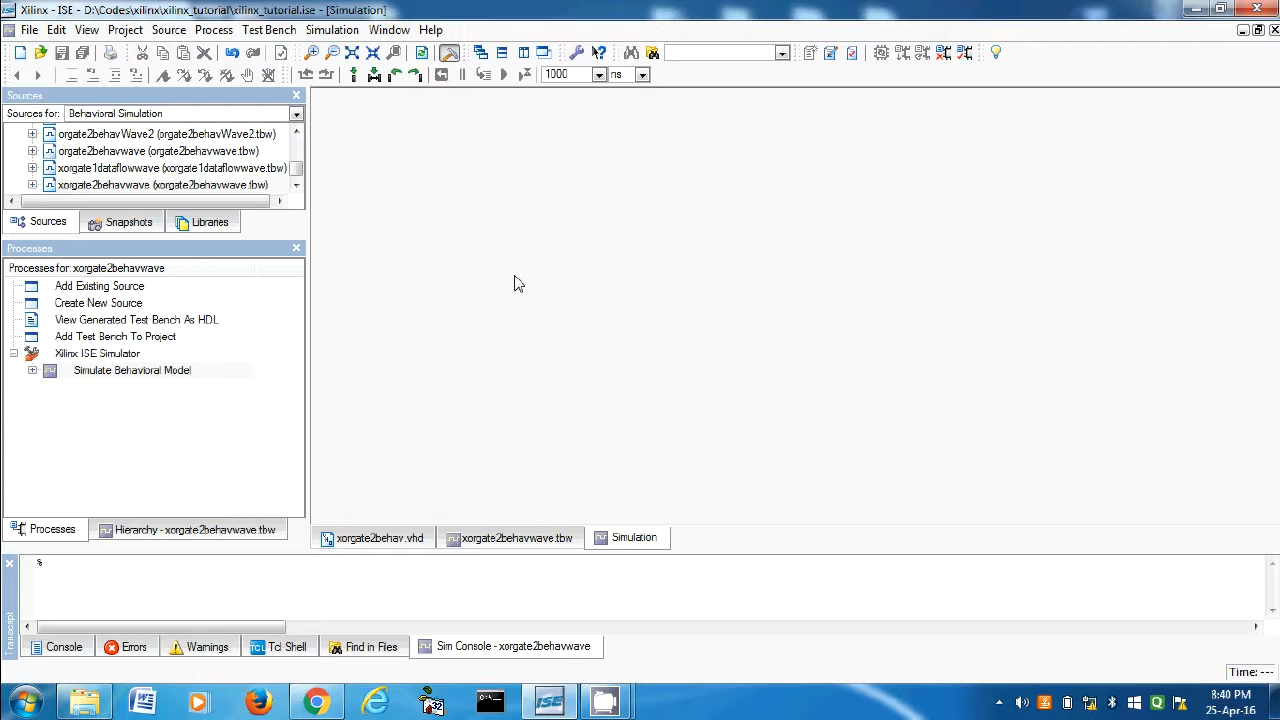 Xilinx - ISE - D:\Codes\xilinx\xilinx_tutorial\xilinx_tutorial.ise - [Simulation]
File Edit View Project Source Process Test Bench Simulation Window Help
1000 ns
Sources
Sources for: Behavioral Simulation
orgate2behavWave2 (orgate2behavWave2.tbw)
orgate2behavwave (orgate2behavwave.tbw)
xorgate1dataflowwave (xorgate1dataflowwave.tbw)
xorgate2behavwave (xorgate2behavwave.tbw)
Sources Snapshots Libraries
Processes
Processes for: xorgate2behavwave
Add Existing Source
Create New Source
View Generated Test Bench As HDL
Add Test Bench To Project
Xilinx ISE Simulator
Simulate Behavioral Model
Processes Hierarchy - xorgate2behavwave.tbw
xorgate2behav.vhd xorgate2behavwave.tbw Simulation
%
Transcript
Console Errors Warnings Tcl Shell Find in Files Sim Console - xorgate2behavwave
Time: ---
8:40 PM
25-Apr-16